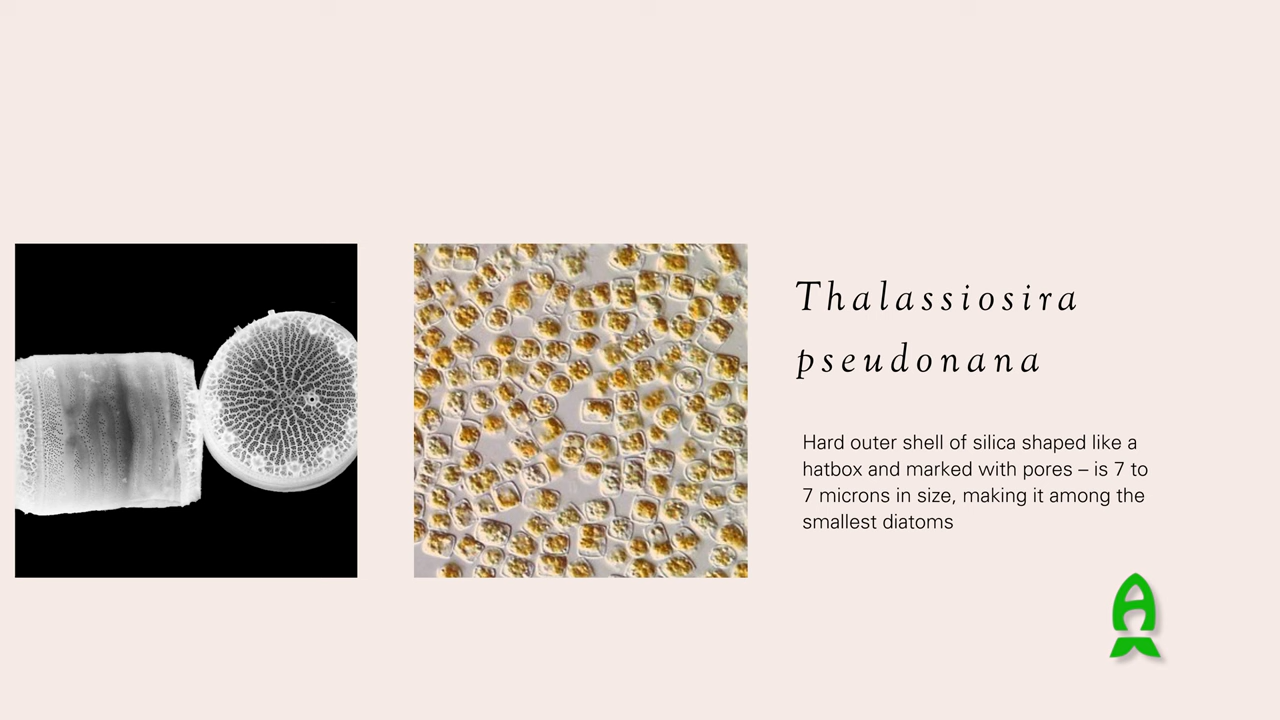 Thalassiosira
pseudonana
Hard outer shell of silica shaped like a
hatbox and marked with pores – is 7 to
7 microns in size, making it among the
smallest diatoms